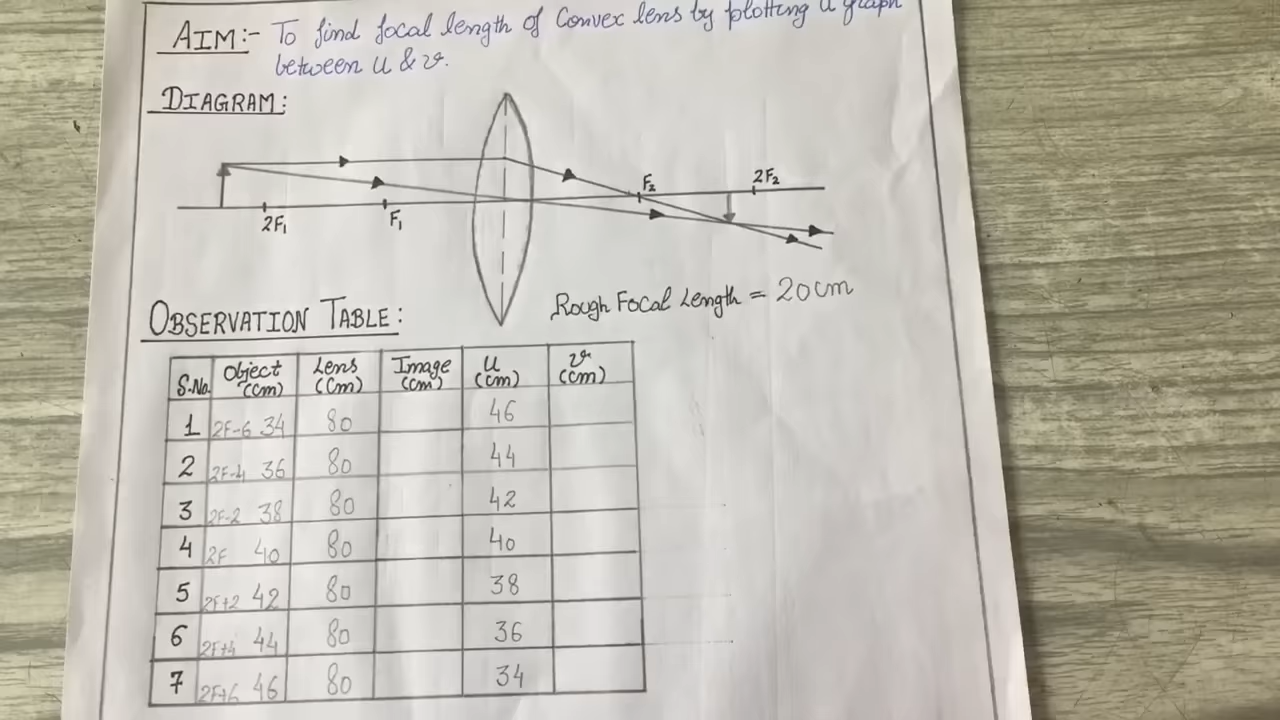 AIM:- To find focal length of Convex lens by plotting a graph
between u & v.
DIAGRAM:
2F1 F1 F2 2F2
OBSERVATION TABLE:
Rough Focal Length = 20cm
S.No. Object (cm) Lens (cm) Image (cm) u (cm) v (cm)
1 2F-6 34 80 46
2 2F-4 36 80 44
3 2F-2 38 80 42
4 2F 40 80 40
5 2F+2 42 80 38
6 2F+4 44 80 36
7 2F+6 46 80 34